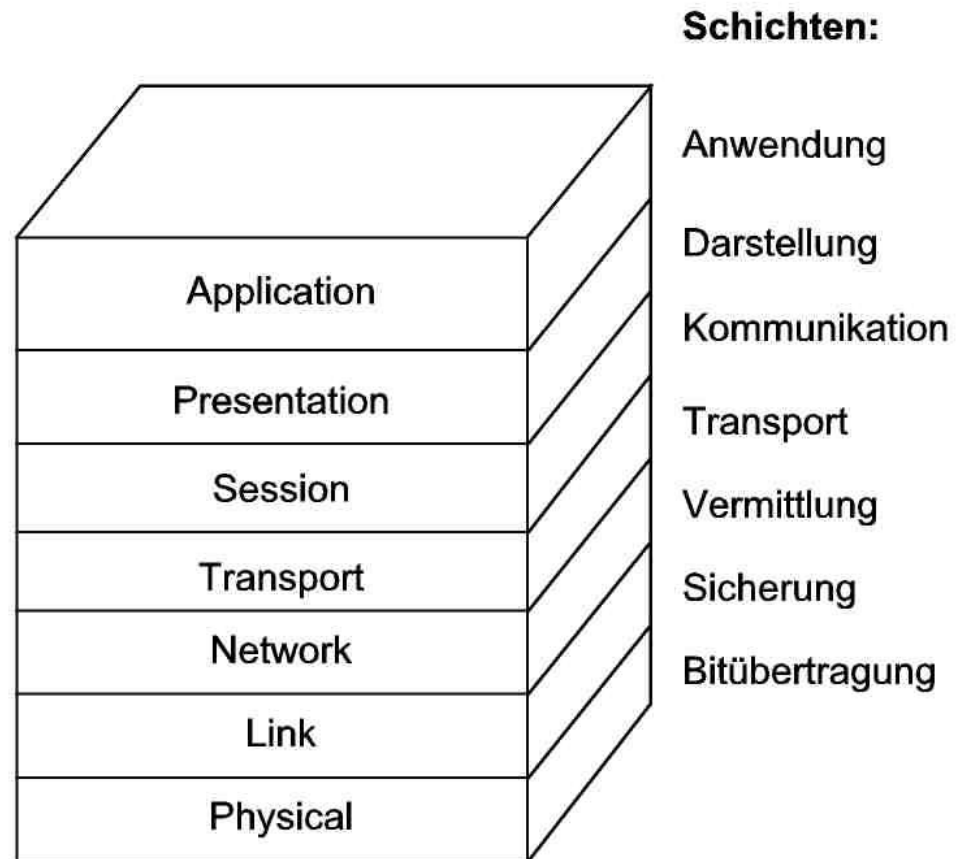 Schichten:
Anwendung
Darstellung
Kommunikation
Transport
Vermittlung
Sicherung
Bitübertragung
Application
Presentation
Session
Transport
Network
Link
Physical